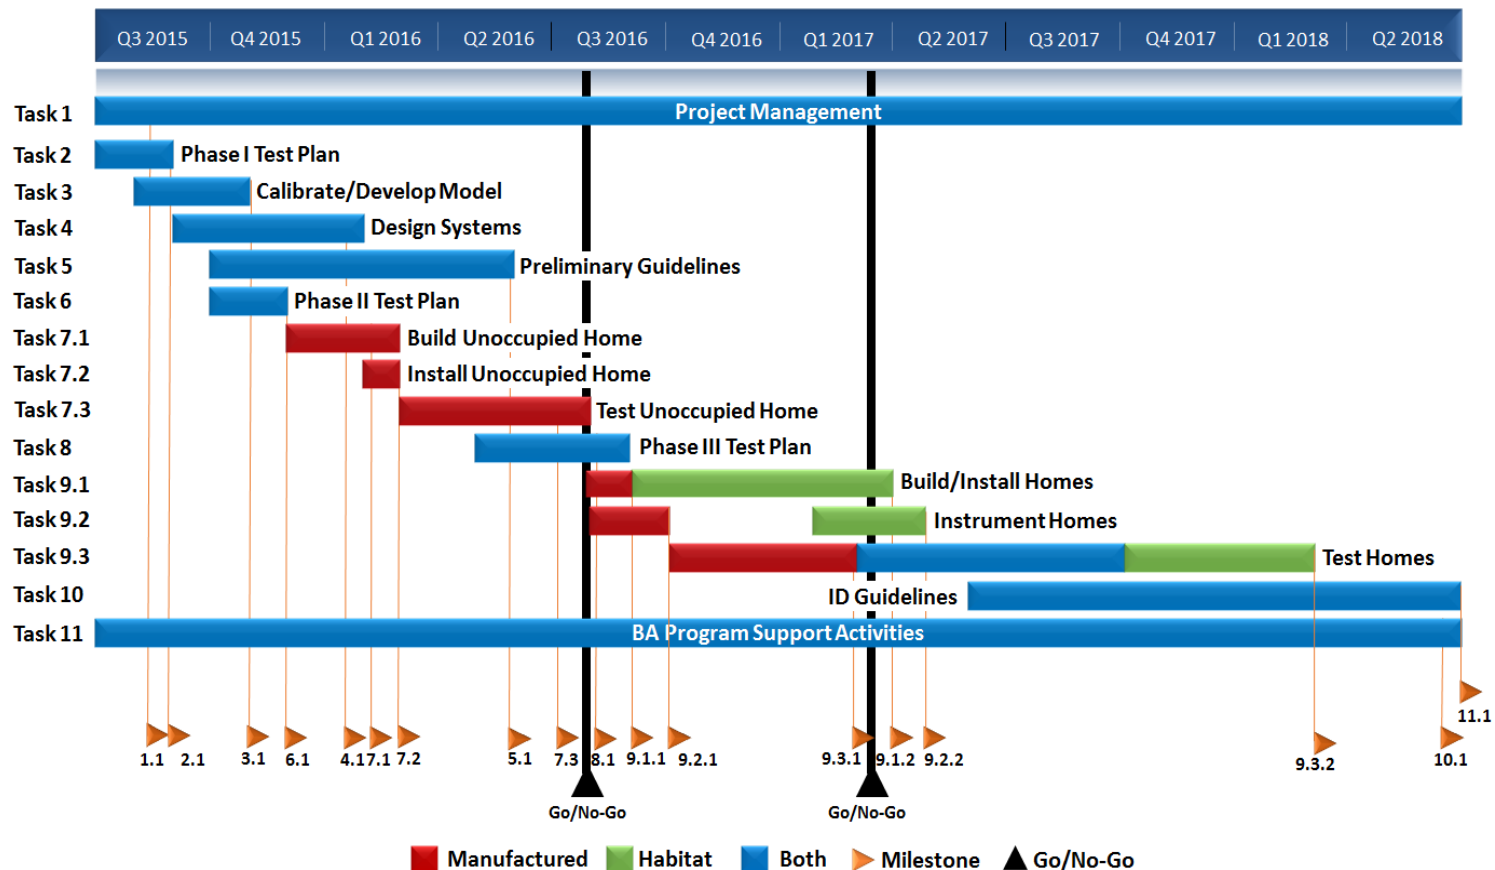 Q3 2015 Q4 2015 Q1 2016 Q2 2016 Q3 2016 Q4 2016 Q1 2017 Q2 2017 Q3 2017 Q4 2017 Q1 2018 Q2 2018
Task 1 Project Management
Task 2 Phase I Test Plan
Task 3 Calibrate/Develop Model
Task 4 Design Systems
Task 5 Preliminary Guidelines
Task 6 Phase II Test Plan
Task 7.1 Build Unoccupied Home
Task 7.2 Install Unoccupied Home
Task 7.3 Test Unoccupied Home
Task 8 Phase III Test Plan
Task 9.1 Build/Install Homes
Task 9.2 Instrument Homes
Task 9.3 Test Homes
Task 10 ID Guidelines
Task 11 BA Program Support Activities
11.1
1.1 2.1 3.1 6.1 4.1 7.1 7.2 5.1 7.3 8.1 9.1.1 9.2.1 9.3.1 9.1.2 9.2.2 9.3.2 10.1
Go/No-Go Go/No-Go
Manufactured Habitat Both Milestone Go/No-Go